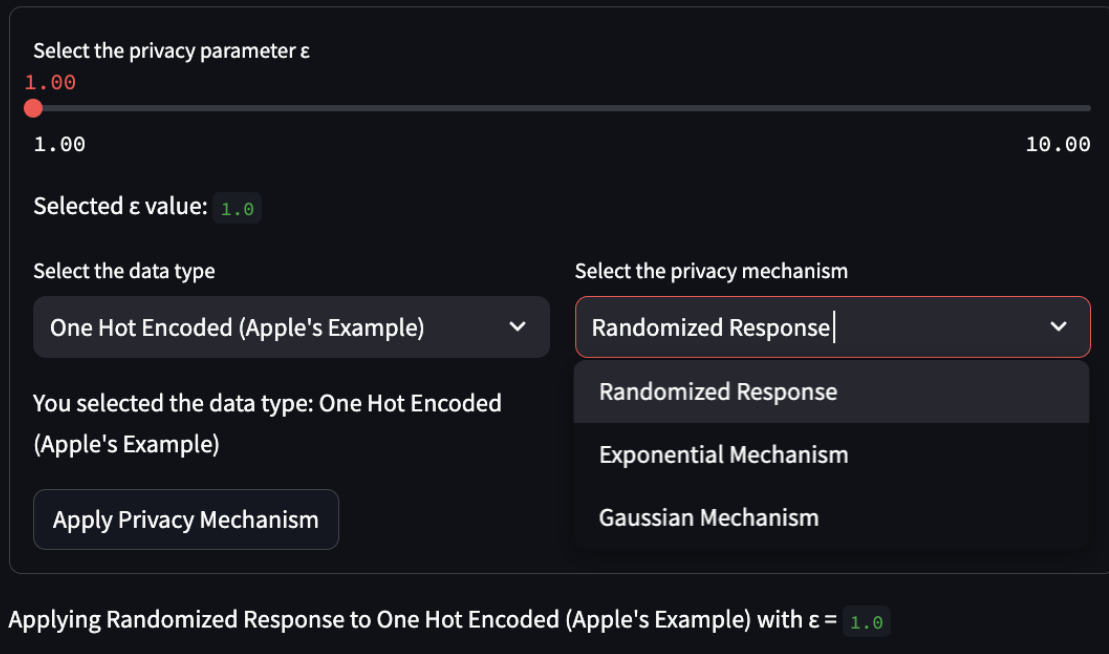 Select the privacy parameter ε
1.00
1.00 10.00
Selected ε value: 1.0
Select the data type
One Hot Encoded (Apple's Example)
You selected the data type: One Hot Encoded
(Apple's Example)
Apply Privacy Mechanism
Select the privacy mechanism
Randomized Response
Randomized Response
Exponential Mechanism
Gaussian Mechanism
Applying Randomized Response to One Hot Encoded (Apple's Example) with ε = 1.0